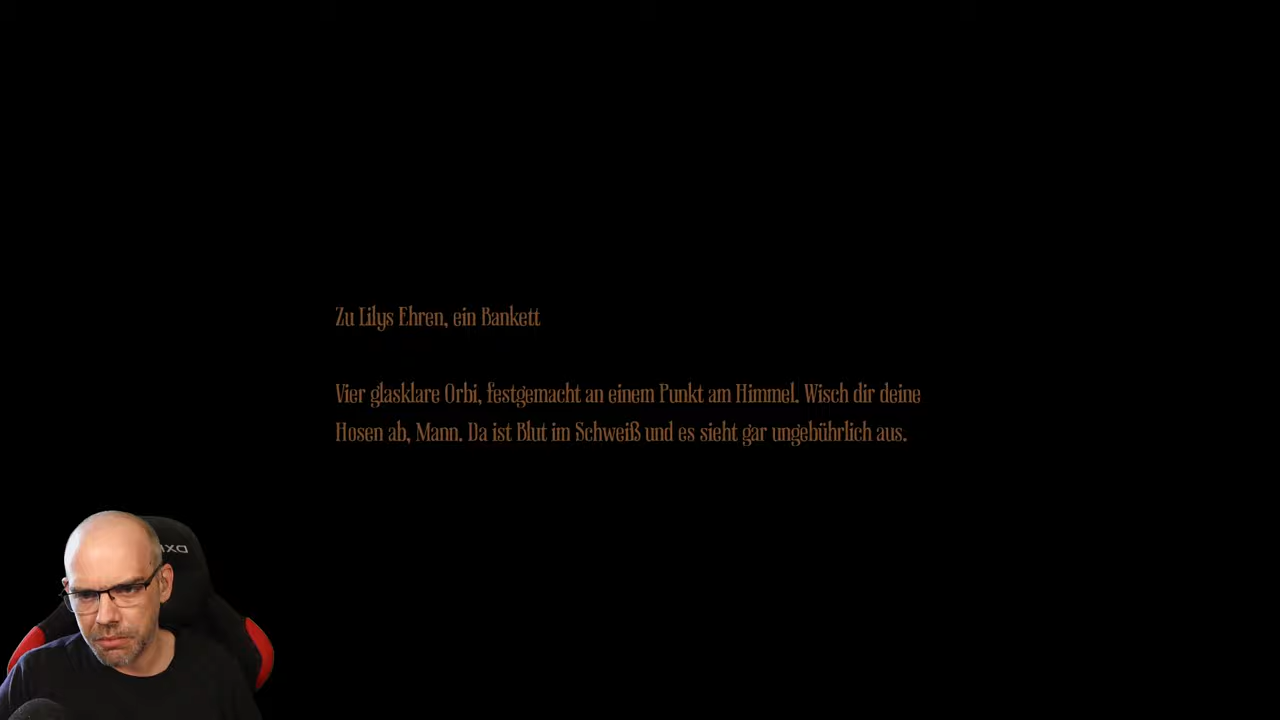 Zu Lilys Ehren, ein Bankett
Vier glasklare Orbi, festgemacht an einem Punkt am Himmel. Wisch dir deine
Hosen ab, Mann. Da ist Blut im Schweiß und es sieht gar ungebührlich aus.